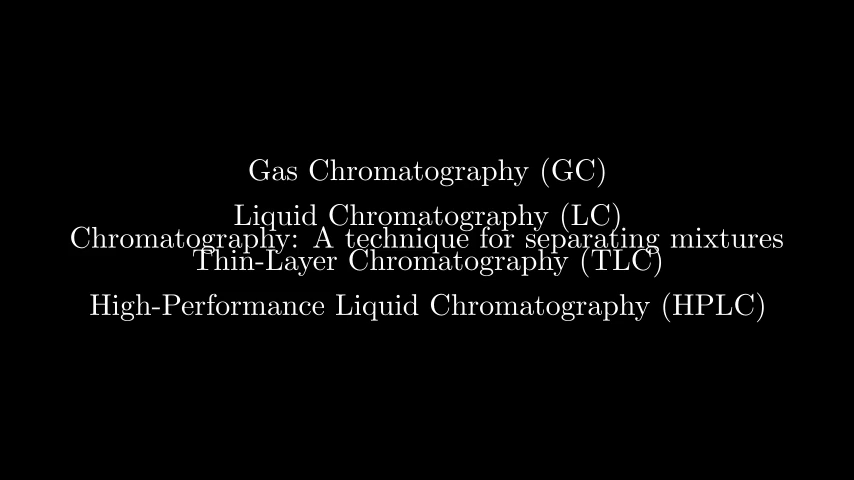 Gas Chromatography (GC)
Liquid Chromatography (LC)
Chromatography: A technique for separating mixtures
Thin-Layer Chromatography (TLC)
High-Performance Liquid Chromatography (HPLC)